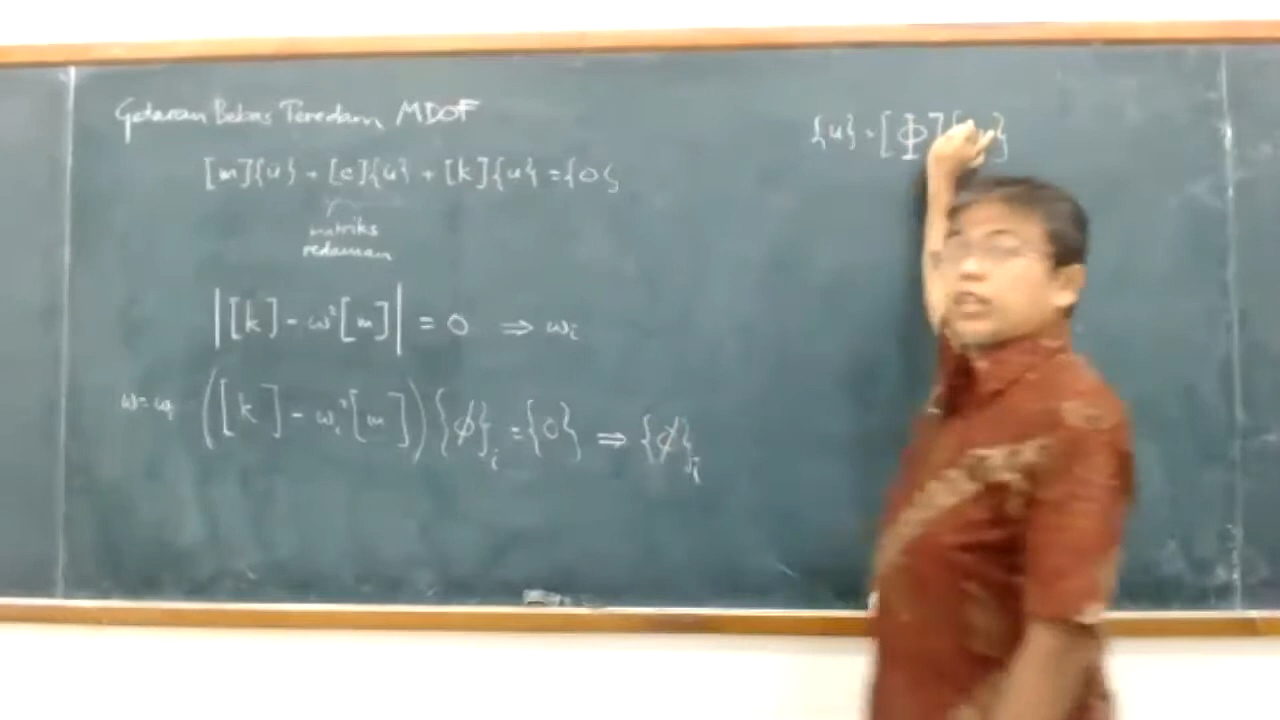 Getaran Bebas Teredam MDOF
[m]{ü} + [c]{u̇} + [k]{u} = {0}
matriks
redaman
|[k] - ω²[m]| = 0 ⇒ ωᵢ
ω = ωᵢ ([k] - ωᵢ²[m]) {ϕ}ᵢ = {0} ⇒ {ϕ}ᵢ
{u} = [Φ]